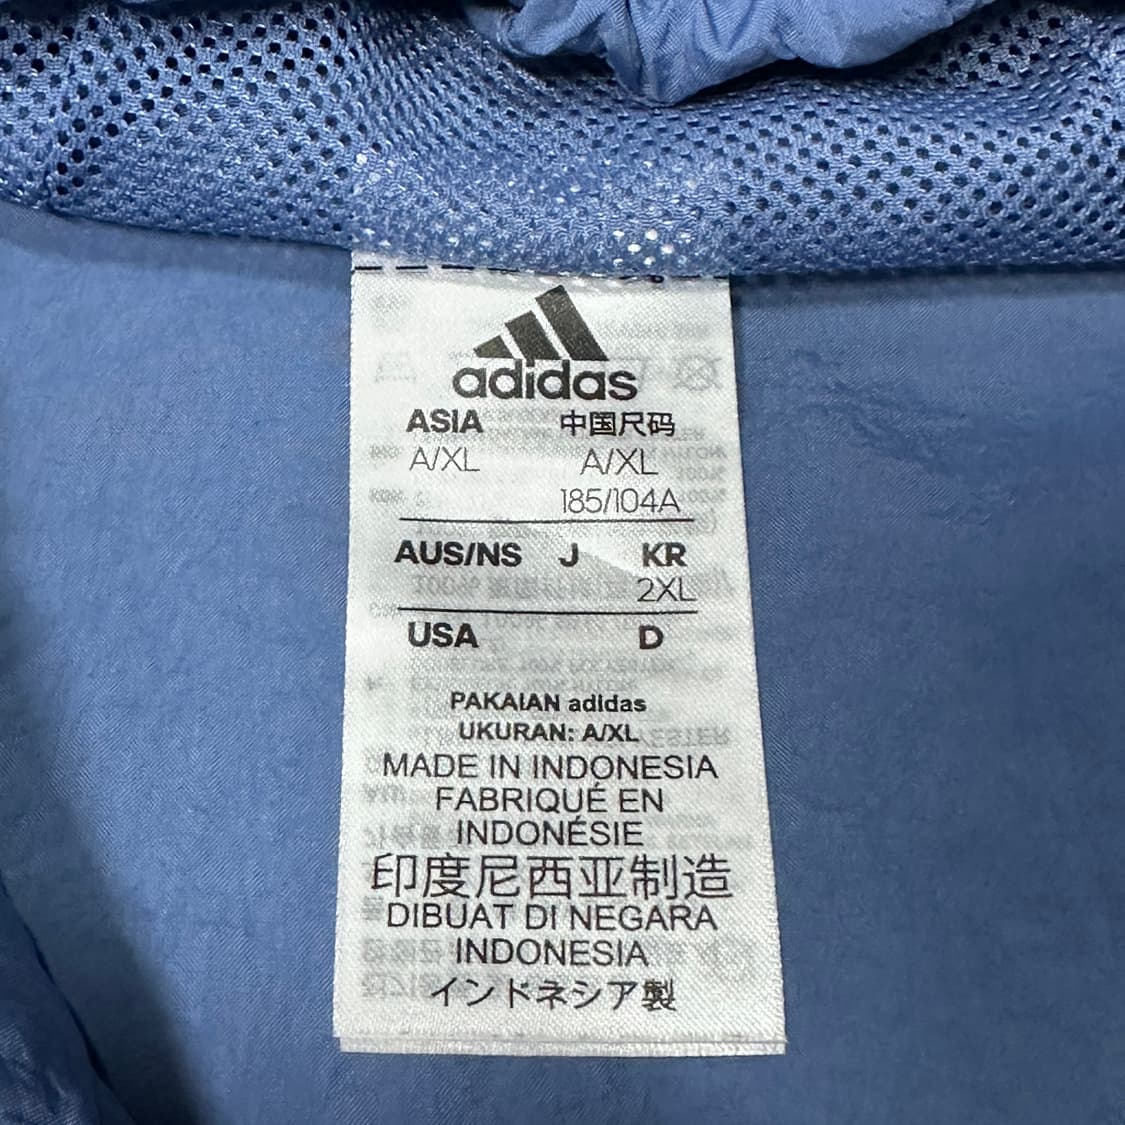 adidas
ASIA 中国尺码
A/XL A/XL
185/104A
AUS/NS J KR
2XL
USA D
PAKAIAN adidas
UKURAN: A/XL
MADE IN INDONESIA
FABRIQUÉ EN
INDONÉSIE
印度尼西亚制造
DIBUAT DI NEGARA
INDONESIA
インドネシア製